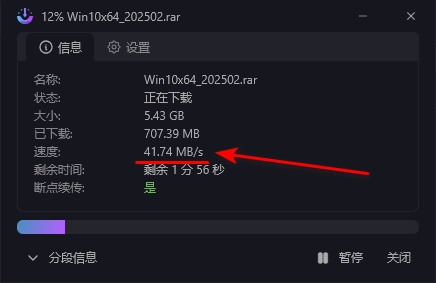 12% Win10x64_202502.rar
信息 设置
名称: Win10x64_202502.rar
状态: 正在下载
大小: 5.43 GB
已下载: 707.39 MB
速度: 41.74 MB/s
剩余时间: 剩余 1 分 56 秒
断点续传: 是
分段信息 暂停 关闭